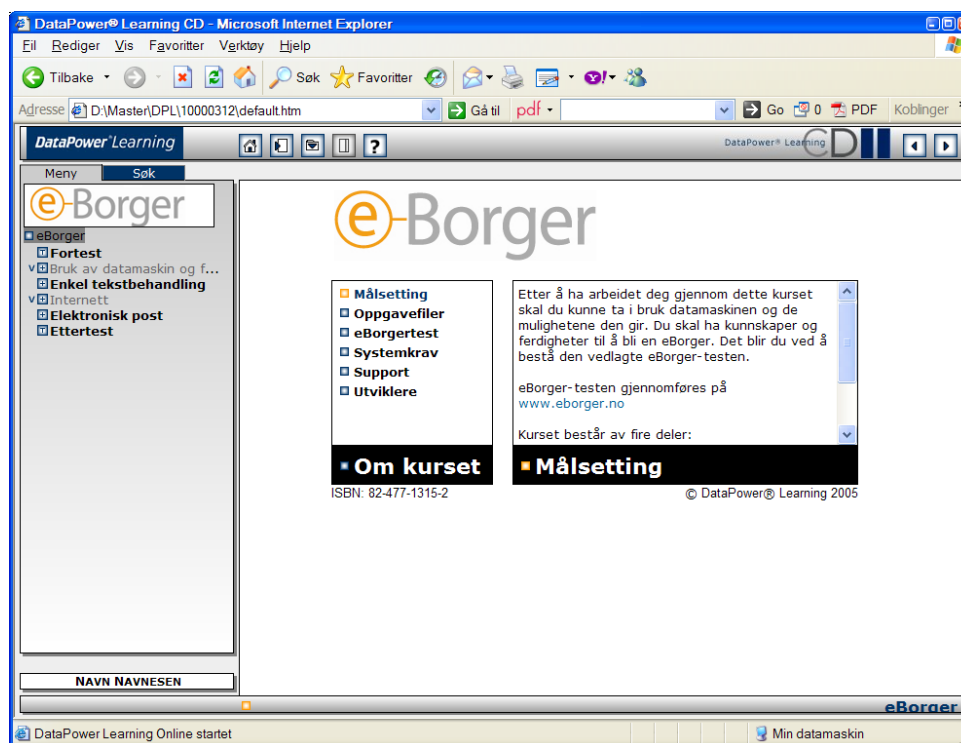 DataPower® Learning CD - Microsoft Internet Explorer
Fil Rediger Vis Favoritter Verktøy Hjelp
Tilbake Søk Favoritter
Adresse D:\Master\DPL\10000312\default.htm Gå til pdf Go 0 PDF Koblinger
DataPower®Learning ? DataPower® Learning CD
Meny Søk
e-Borger
eBorger
Fortest
Bruk av datamaskin og f...
Enkel tekstbehandling
Internett
Elektronisk post
Ettertest
NAVN NAVNESEN
e-Borger
Målsetting
Oppgavefiler
eBorgertest
Systemkrav
Support
Utviklere
Om kurset
ISBN: 82-477-1315-2
Etter å ha arbeidet deg gjennom dette kurset
skal du kunne ta i bruk datamaskinen og de
mulighetene den gir. Du skal ha kunnskaper og
ferdigheter til å bli en eBorger. Det blir du ved å
bestå den vedlagte eBorger-testen.
eBorger-testen gjennomføres på
www.eborger.no
Kurset består av fire deler:
Målsetting
© DataPower® Learning 2005
eBorger
DataPower Learning Online startet Min datamaskin